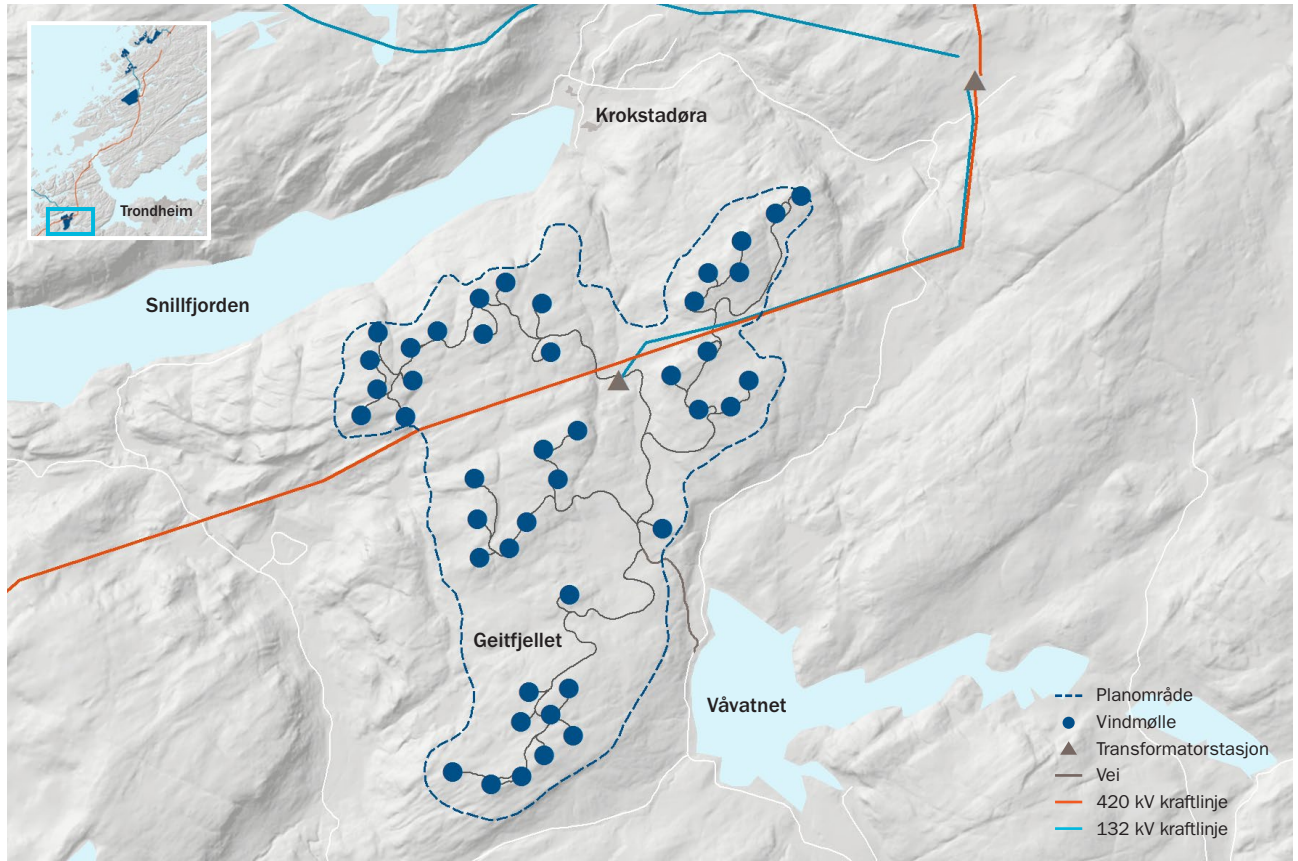 Krokstadøra
Trondheim
Snillfjorden
Geitfjellet
Våvatnet
Planområde
Vindmølle
Transformatorstasjon
Vei
420 kV kraftlinje
132 kV kraftlinje